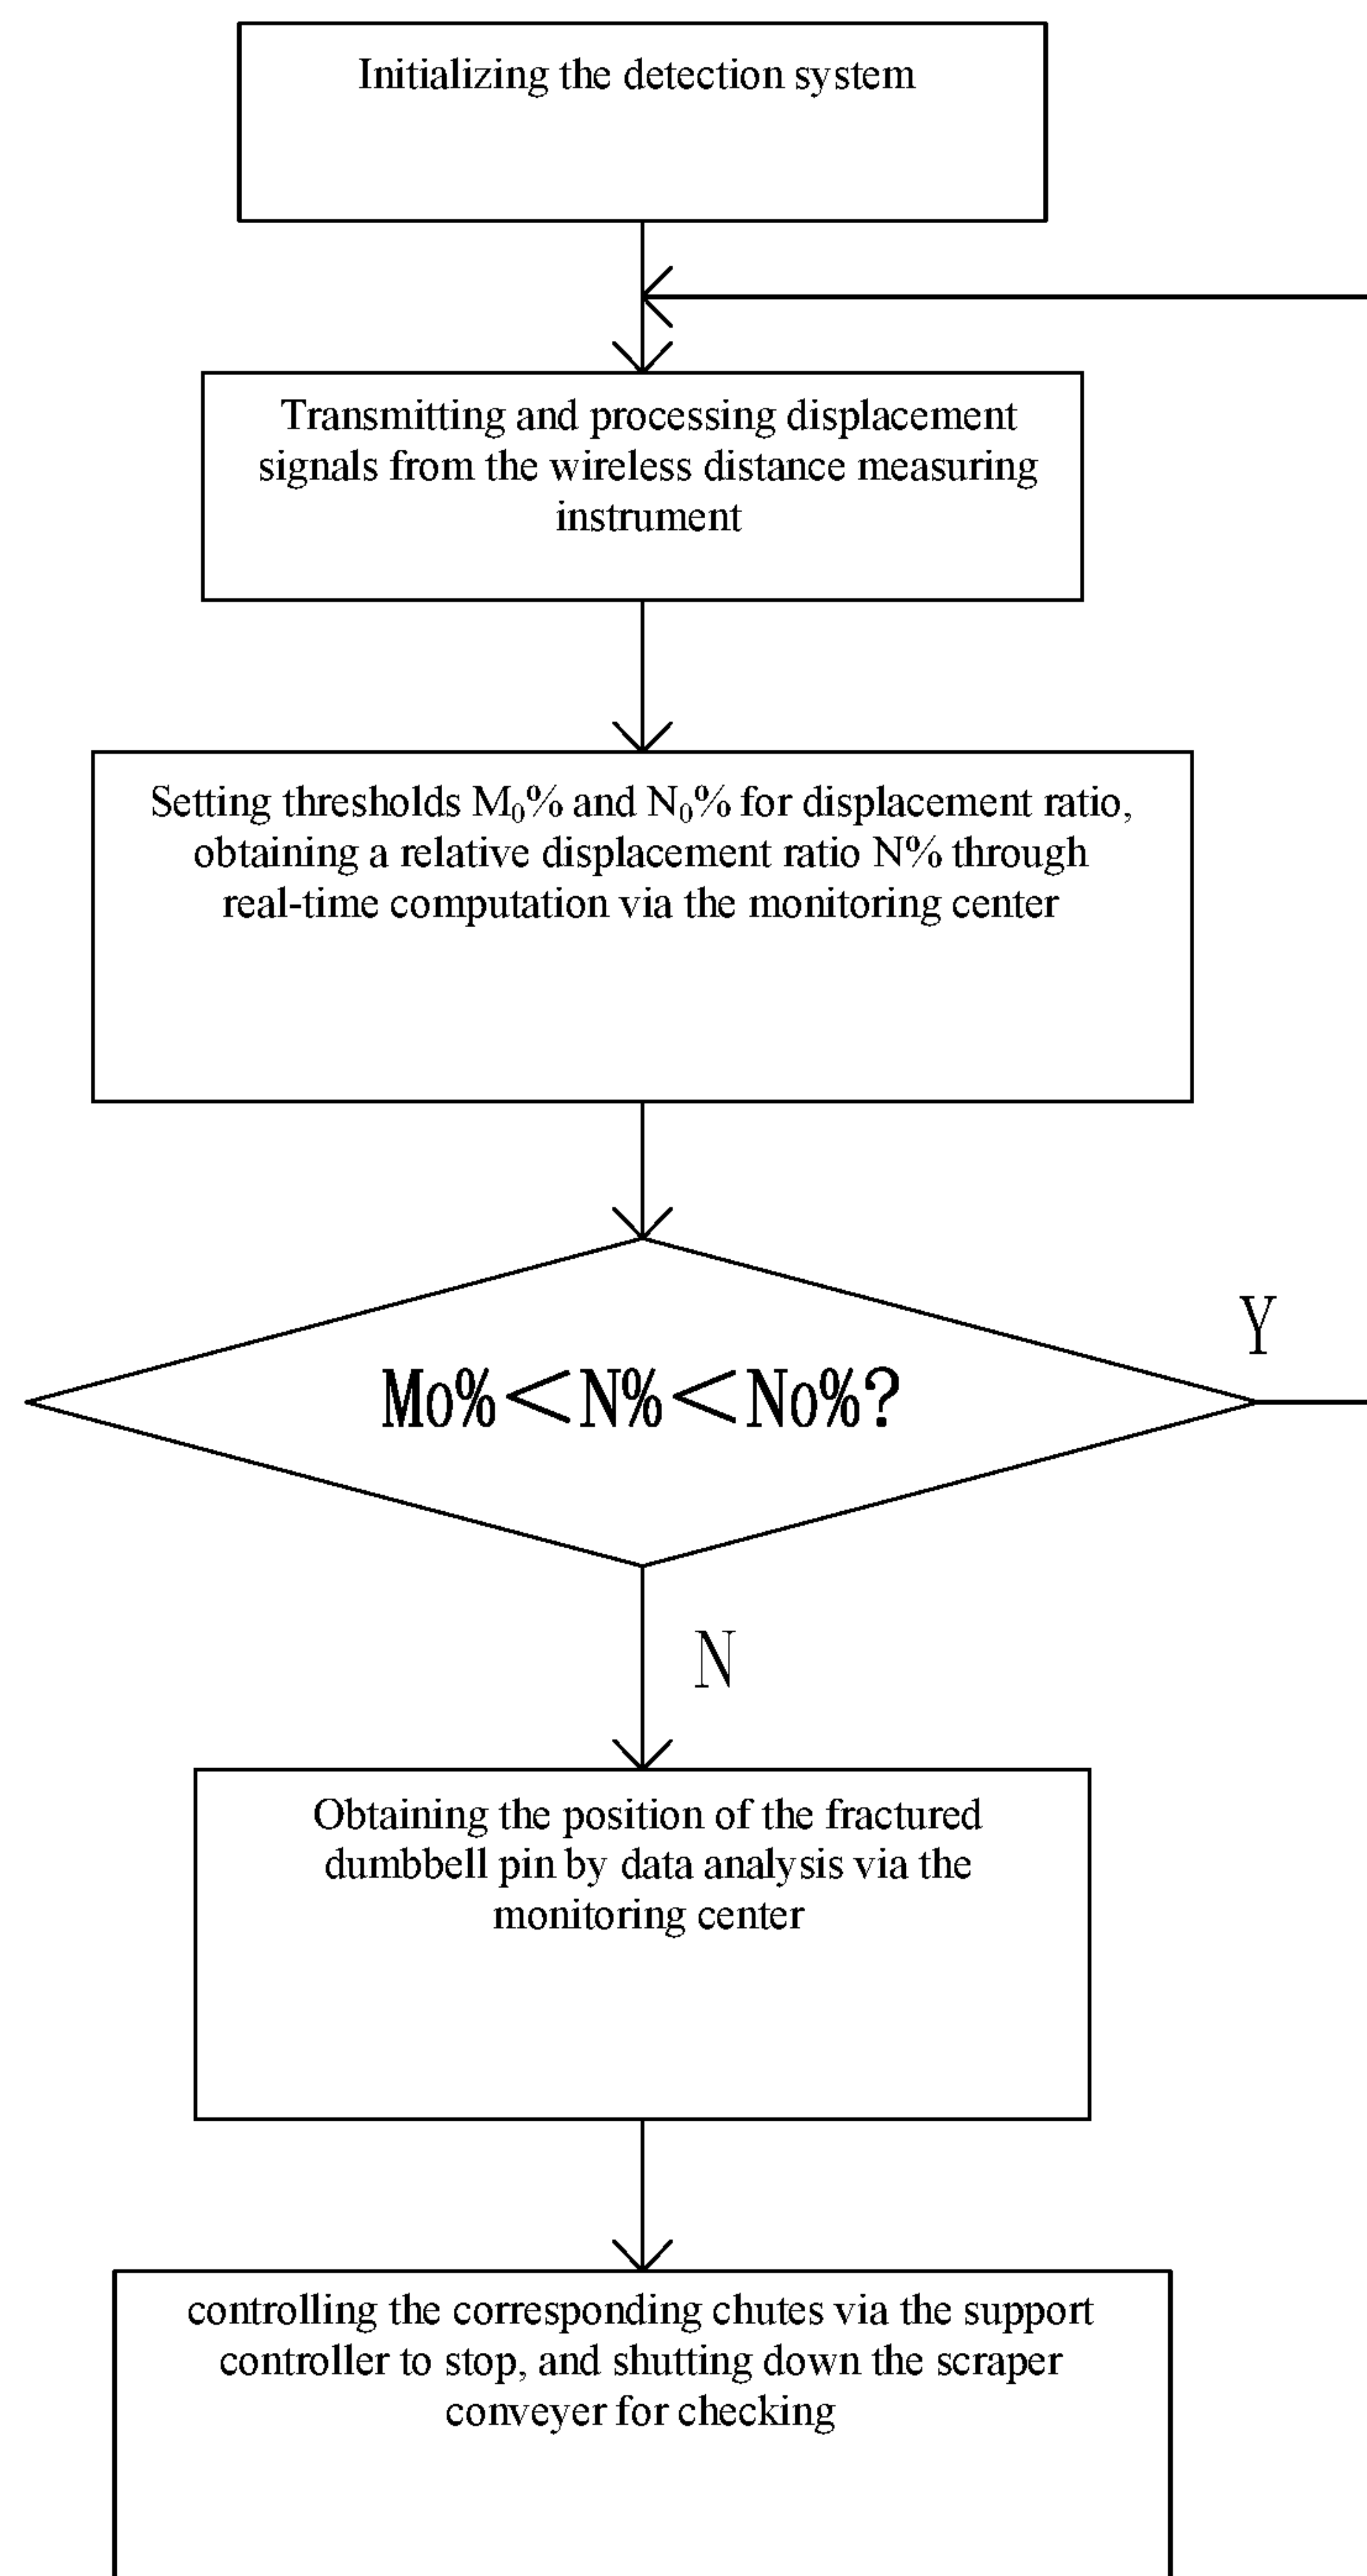 Initializing the detection system
Transmitting and processing displacement
signals from the wireless distance measuring
instrument
Setting thresholds M₀% and N₀% for displacement ratio,
obtaining a relative displacement ratio N% through
real-time computation via the monitoring center
Mo%<N%<No%?
Y
N
Obtaining the position of the fractured
dumbbell pin by data analysis via the
monitoring center
controlling the corresponding chutes via the support
controller to stop, and shutting down the scraper
conveyer for checking